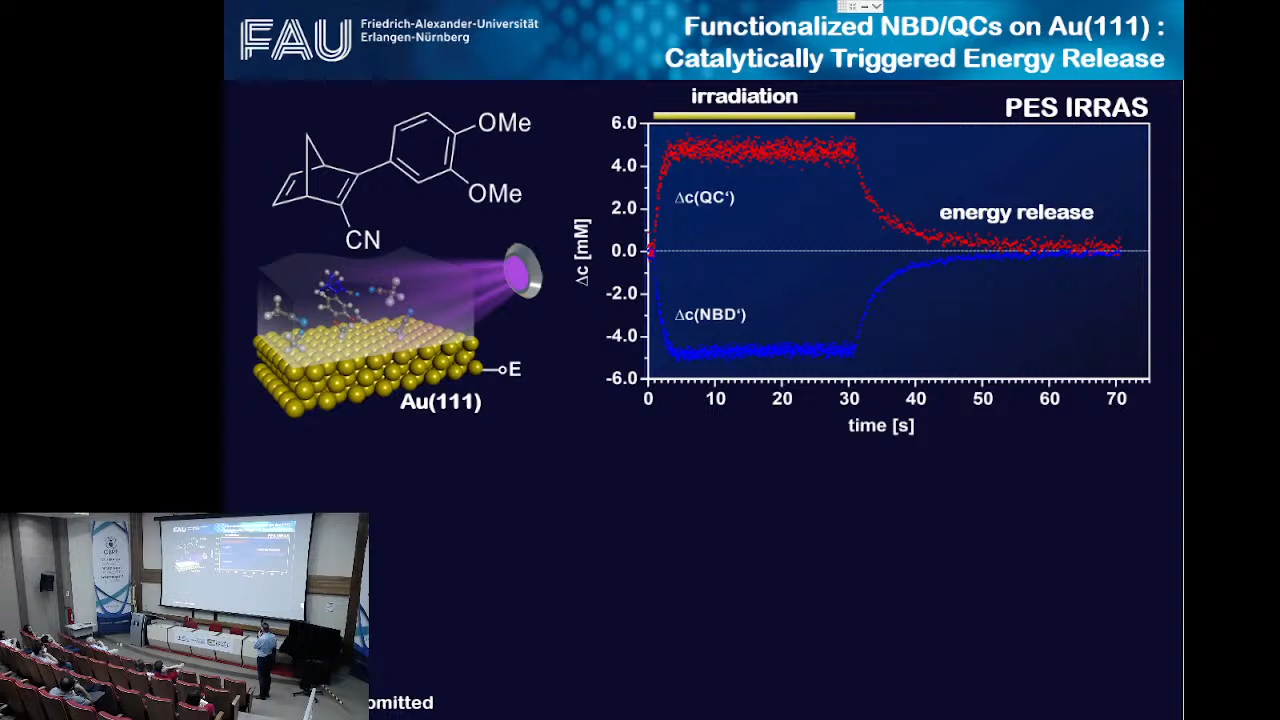 FAU
Friedrich-Alexander-Universität
Erlangen-Nürnberg
Functionalized NBD/QCs on Au(111) :
Catalytically Triggered Energy Release
OMe
OMe
CN
E
Au(111)
irradiation
PES IRRAS
6.0
4.0
2.0
0.0
-2.0
-4.0
-6.0
Δc [mM]
Δc(QC‘)
energy release
Δc(NBD‘)
0 10 20 30 40 50 60 70
time [s]